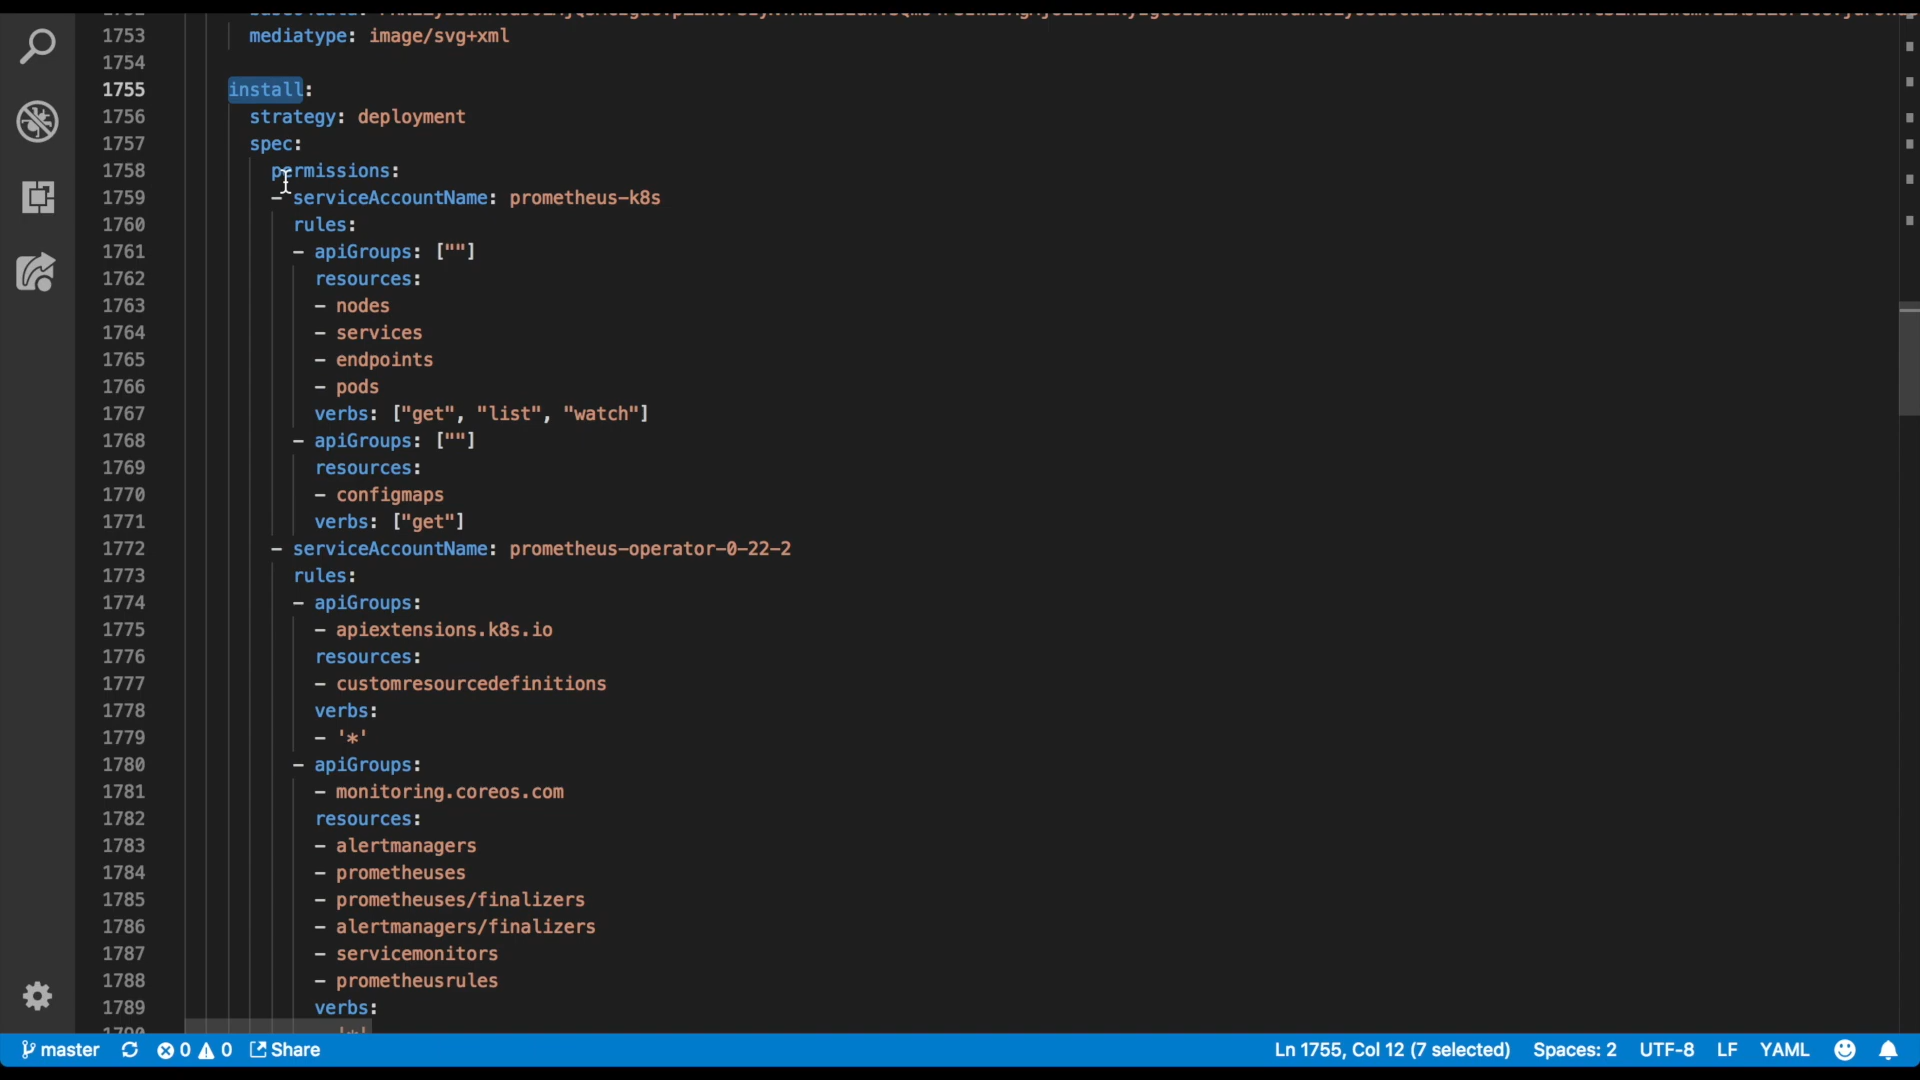 1753 mediatype: image/svg+xml
1754
1755 install:
1756 strategy: deployment
1757 spec:
1758 permissions:
1759 - serviceAccountName: prometheus-k8s
1760 rules:
1761 - apiGroups: [""]
1762 resources:
1763 - nodes
1764 - services
1765 - endpoints
1766 - pods
1767 verbs: ["get", "list", "watch"]
1768 - apiGroups: [""]
1769 resources:
1770 - configmaps
1771 verbs: ["get"]
1772 - serviceAccountName: prometheus-operator-0-22-2
1773 rules:
1774 - apiGroups:
1775 - apiextensions.k8s.io
1776 resources:
1777 - customresourcedefinitions
1778 verbs:
1779 - '*'
1780 - apiGroups:
1781 - monitoring.coreos.com
1782 resources:
1783 - alertmanagers
1784 - prometheuses
1785 - prometheuses/finalizers
1786 - alertmanagers/finalizers
1787 - servicemonitors
1788 - prometheusrules
1789 verbs:
master 0 0 Share Ln 1755, Col 12 (7 selected) Spaces: 2 UTF-8 LF YAML